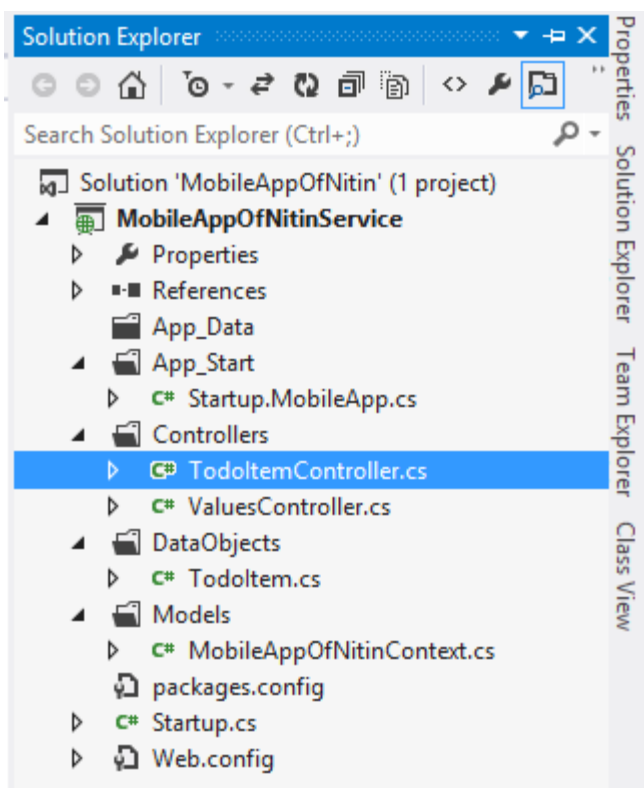 Solution Explorer
Search Solution Explorer (Ctrl+;)
Solution 'MobileAppOfNitin' (1 project)
MobileAppOfNitinService
Properties
References
App_Data
App_Start
C# Startup.MobileApp.cs
Controllers
C# TodoItemController.cs
C# ValuesController.cs
DataObjects
C# TodoItem.cs
Models
C# MobileAppOfNitinContext.cs
packages.config
C# Startup.cs
Web.config
Properties
Solution Explorer
Team Explorer
Class View